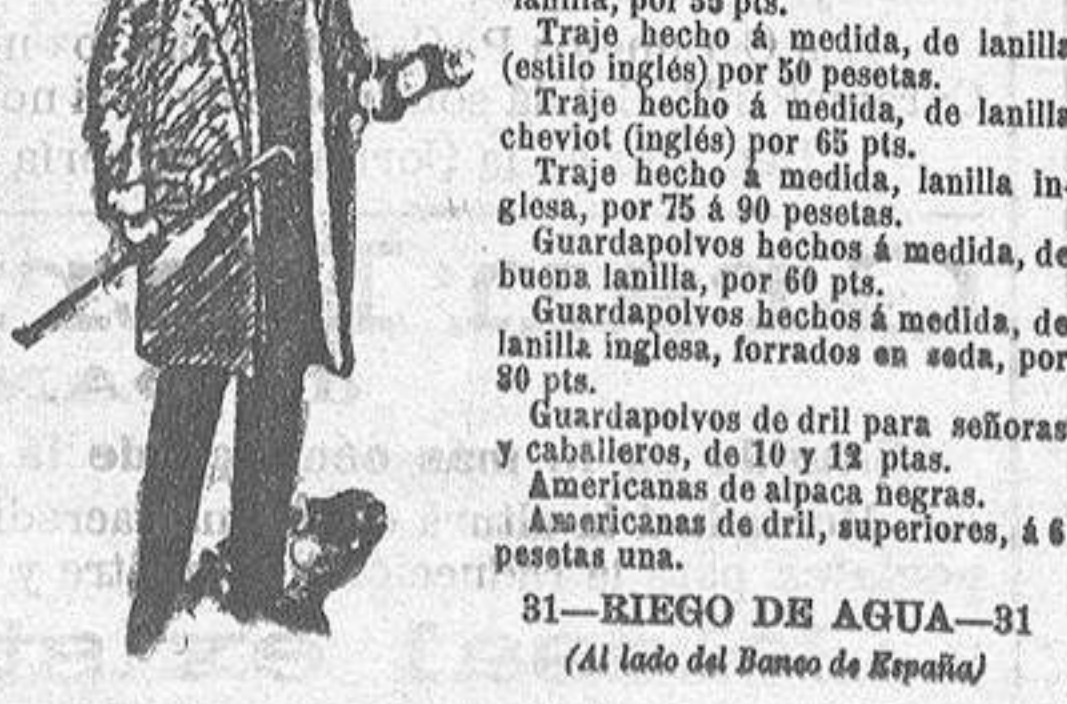 lanilla, por 35 pts.
Traje hecho á medida, de lanilla
(estilo inglés) por 50 pesetas.
Traje hecho á medida, de lanilla
cheviot (inglés) por 65 pts.
Traje hecho á medida, lanilla in-
glesa, por 75 á 90 pesetas.
Guardapolvos hechos á medida, de
buena lanilla, por 60 pts.
Guardapolvos hechos á medida, de
lanilla inglesa, forrados en seda, por
80 pts.
Guardapolvos de dril para señoras
y caballeros, de 10 y 12 ptas.
Americanas de alpaca negras.
Americanas de dril, superiores, á 6
pesetas una.
31—RIEGO DE AGUA—31
(Al lado del Banco de España)